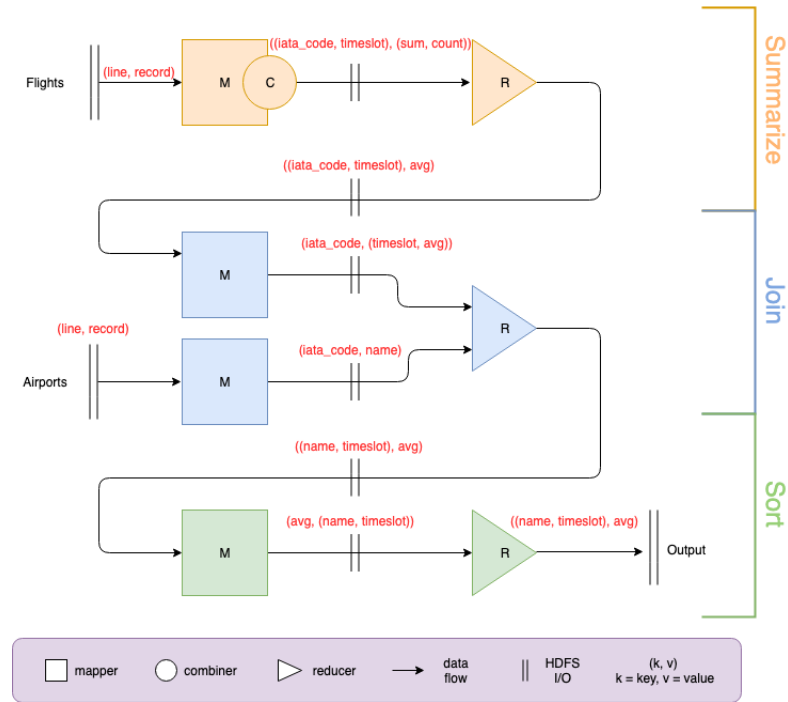 ((iata_code, timeslot), (sum, count))
Flights
(line, record)
M
C
R
Summarize
((iata_code, timeslot), avg)
(iata_code, (timeslot, avg))
M
R
Join
(line, record)
(iata_code, name)
Airports
M
((name, timeslot), avg)
(avg, (name, timeslot))
((name, timeslot), avg)
M
R
Output
Sort
mapper
combiner
reducer
data
flow
HDFS
I/O
(k, v)
k = key, v = value